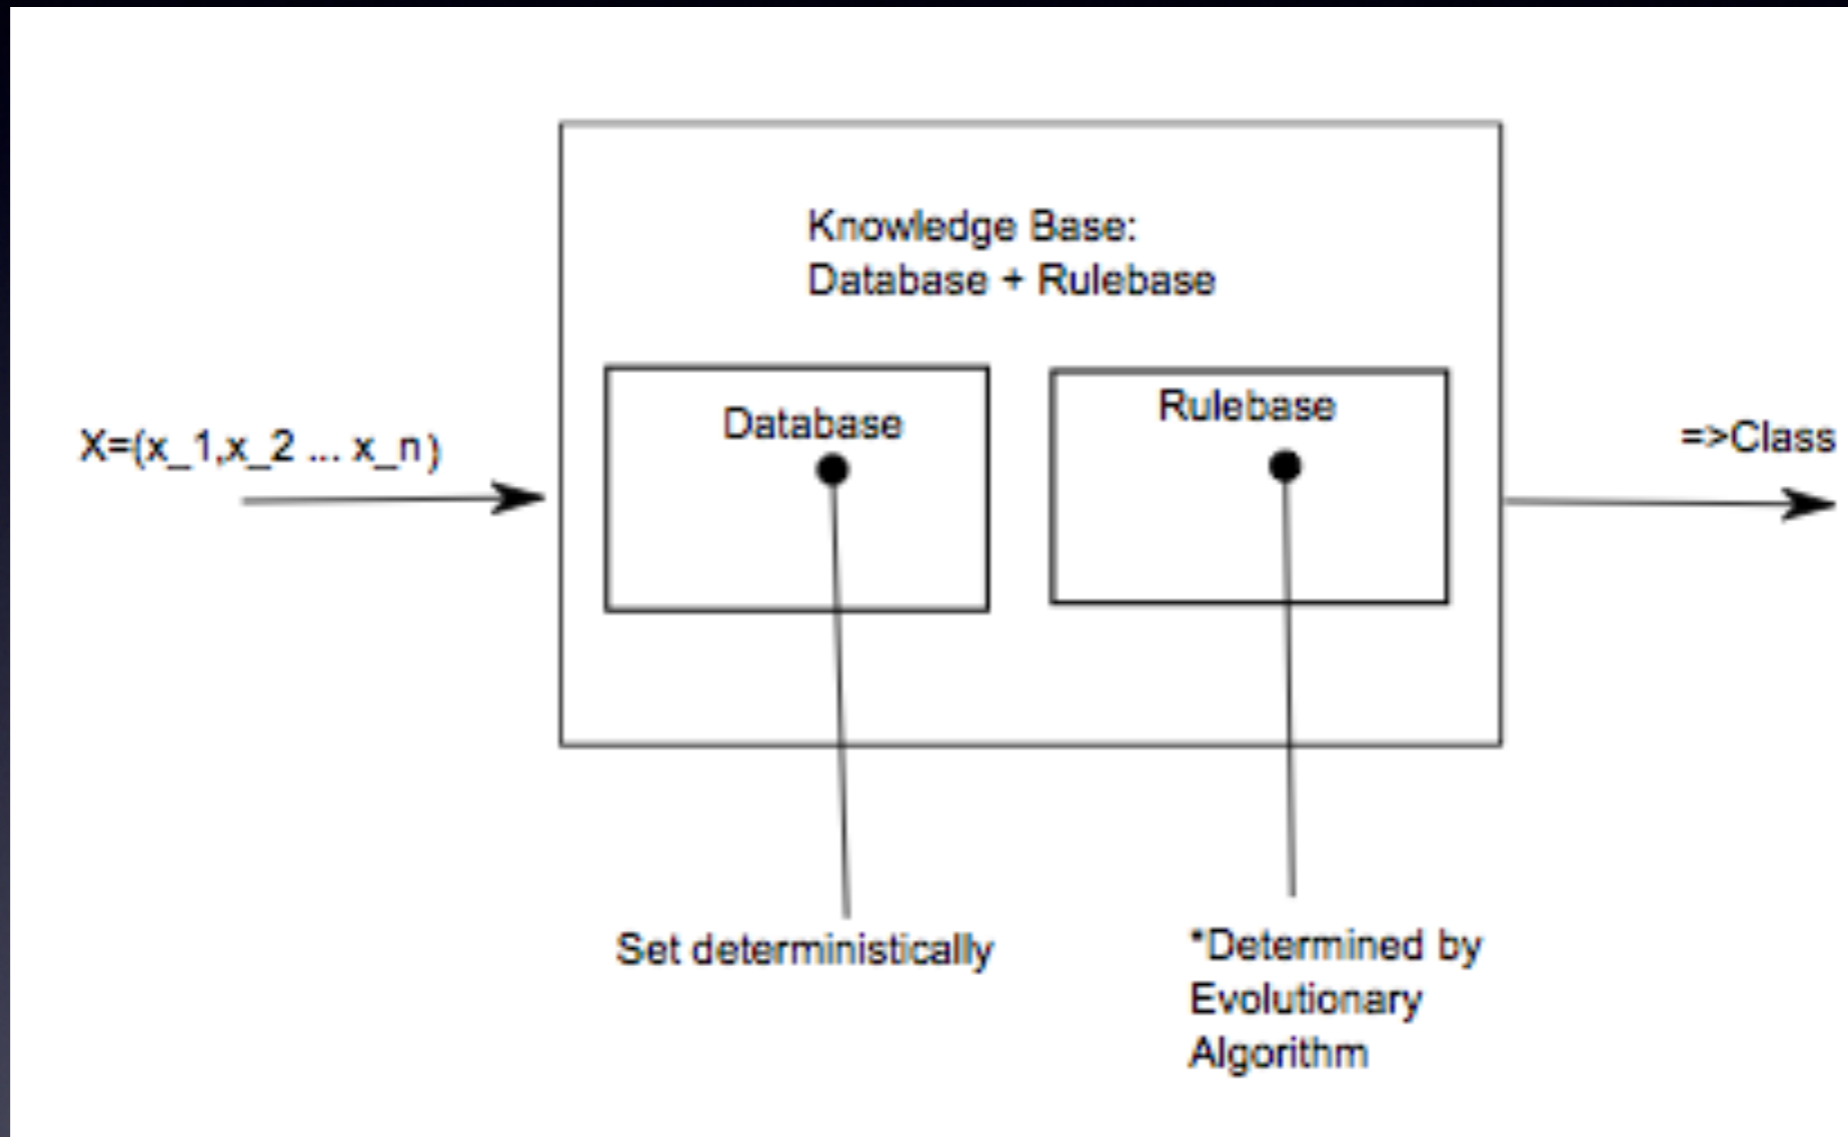 Knowledge Base:
Database + Rulebase
Database
Rulebase
X=(x_1,x_2 ... x_n)
=>Class
Set deterministically
*Determined by
Evolutionary
Algorithm